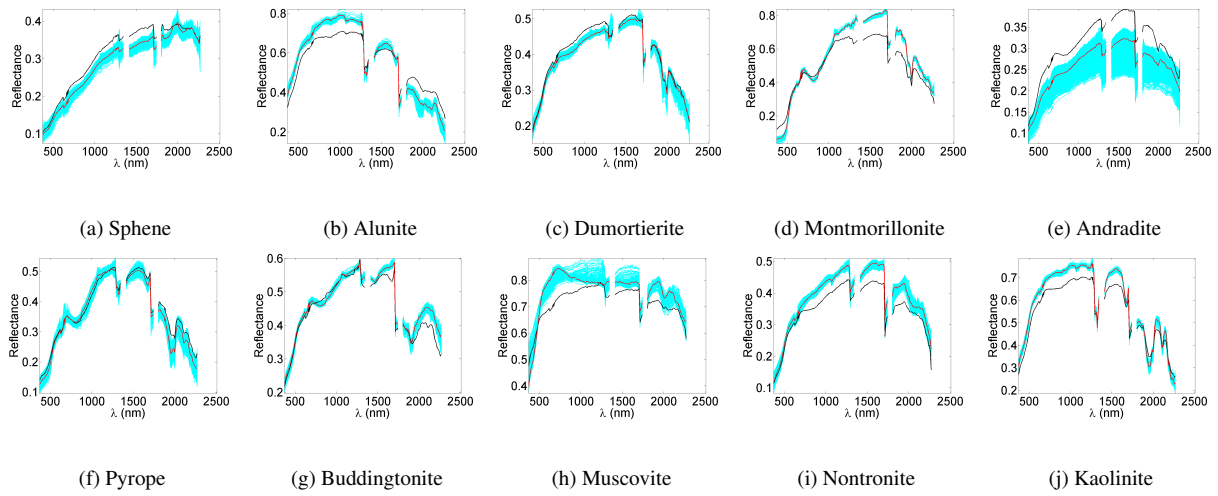 Reflectance
0.4
0.3
0.2
0.1
500 1000 1500 2000 2500
λ (nm)
(a) Sphene
Reflectance
0.8
0.6
0.4
0.2
500 1000 1500 2000 2500
λ (nm)
(b) Alunite
Reflectance
0.5
0.4
0.3
0.2
500 1000 1500 2000 2500
λ (nm)
(c) Dumortierite
Reflectance
0.8
0.6
0.4
0.2
500 1000 1500 2000 2500
λ (nm)
(d) Montmorillonite
Reflectance
0.35
0.3
0.25
0.2
0.15
0.1
500 1000 1500 2000 2500
λ (nm)
(e) Andradite
Reflectance
0.5
0.4
0.3
0.2
0.1
500 1000 1500 2000 2500
λ (nm)
(f) Pyrope
Reflectance
0.6
0.5
0.4
0.3
0.2
500 1000 1500 2000 2500
λ (nm)
(g) Buddingtonite
Reflectance
0.8
0.7
0.6
0.5
0.4
500 1000 1500 2000 2500
λ (nm)
(h) Muscovite
Reflectance
0.5
0.4
0.3
0.2
0.1
500 1000 1500 2000 2500
λ (nm)
(i) Nontronite
Reflectance
0.7
0.6
0.5
0.4
0.3
0.2
500 1000 1500 2000 2500
λ (nm)
(j) Kaolinite